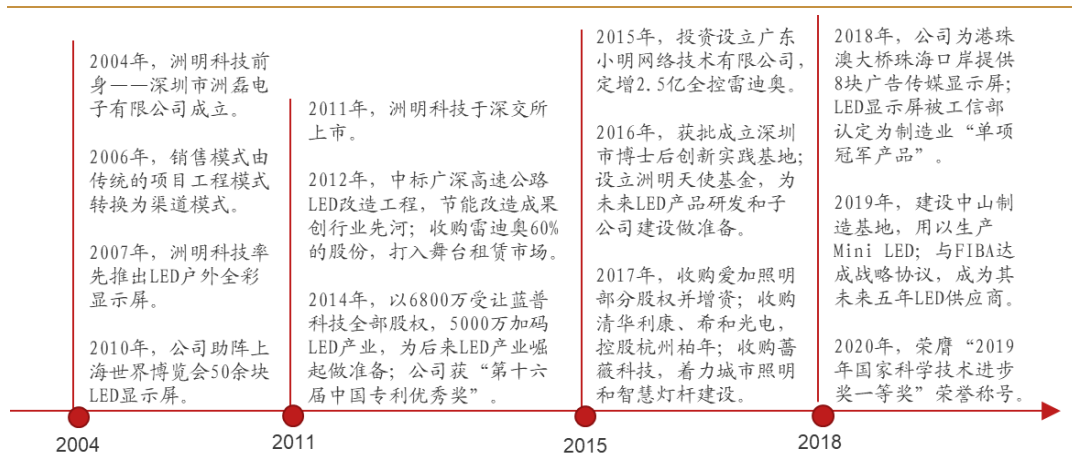 2004年，洲明科技前
身——深圳市洲磊电
子有限公司成立。
2006年，销售模式由
传统的项目工程模式
转换为渠道模式。
2007年，洲明科技率
先推出LED户外全彩
显示屏。
2010年，公司助阵上
海世界博览会50余块
LED显示屏。
2011年，洲明科技于深交所
上市。
2012年，中标广深高速公路
LED改造工程，节能改造成果
创行业先河；收购雷迪奥60%
的股份，打入舞台租赁市场。
2014年，以6800万受让蓝普
科技全部股权，5000万加码
LED产业，为后来LED产业崛
起做准备；公司获“第十六
届中国专利优秀奖”。
2015年，投资设立广东
小明网络技术有限公司，
定增2.5亿全控雷迪奥。
2016年，获批成立深圳
市博士后创新实践基地；
设立洲明天使基金，为
未来LED产品研发和子
公司建设做准备。
2017年，收购爱加照明
部分股权并增资；收购
清华利康、希和光电，
控股杭州柏年；收购蔷
薇科技，着力城市照明
和智慧灯杆建设。
2018年，公司为港珠
澳大桥珠海口岸提供
8块广告传媒显示屏；
LED显示屏被工信部
认定为制造业“单项
冠军产品”。
2019年，建设中山制
造基地，用以生产
Mini LED；与FIBA达
成战略协议，成为其
未来五年LED供应商。
2020年，荣膺“2019
年国家科学技术进步
奖一等奖”荣誉称号。
2004
2011
2015
2018